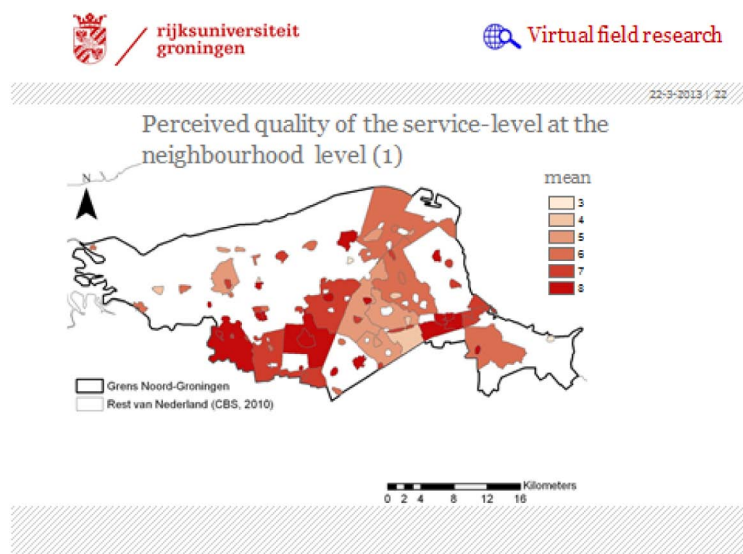 rijksuniversiteit
groningen
Virtual field research
22-3-2013 | 22
Perceived quality of the service-level at the
neighbourhood level (1)
N
mean
3
4
5
6
7
8
Grens Noord-Groningen
Rest van Nederland (CBS, 2010)
Kilometers
0 2 4 8 12 16